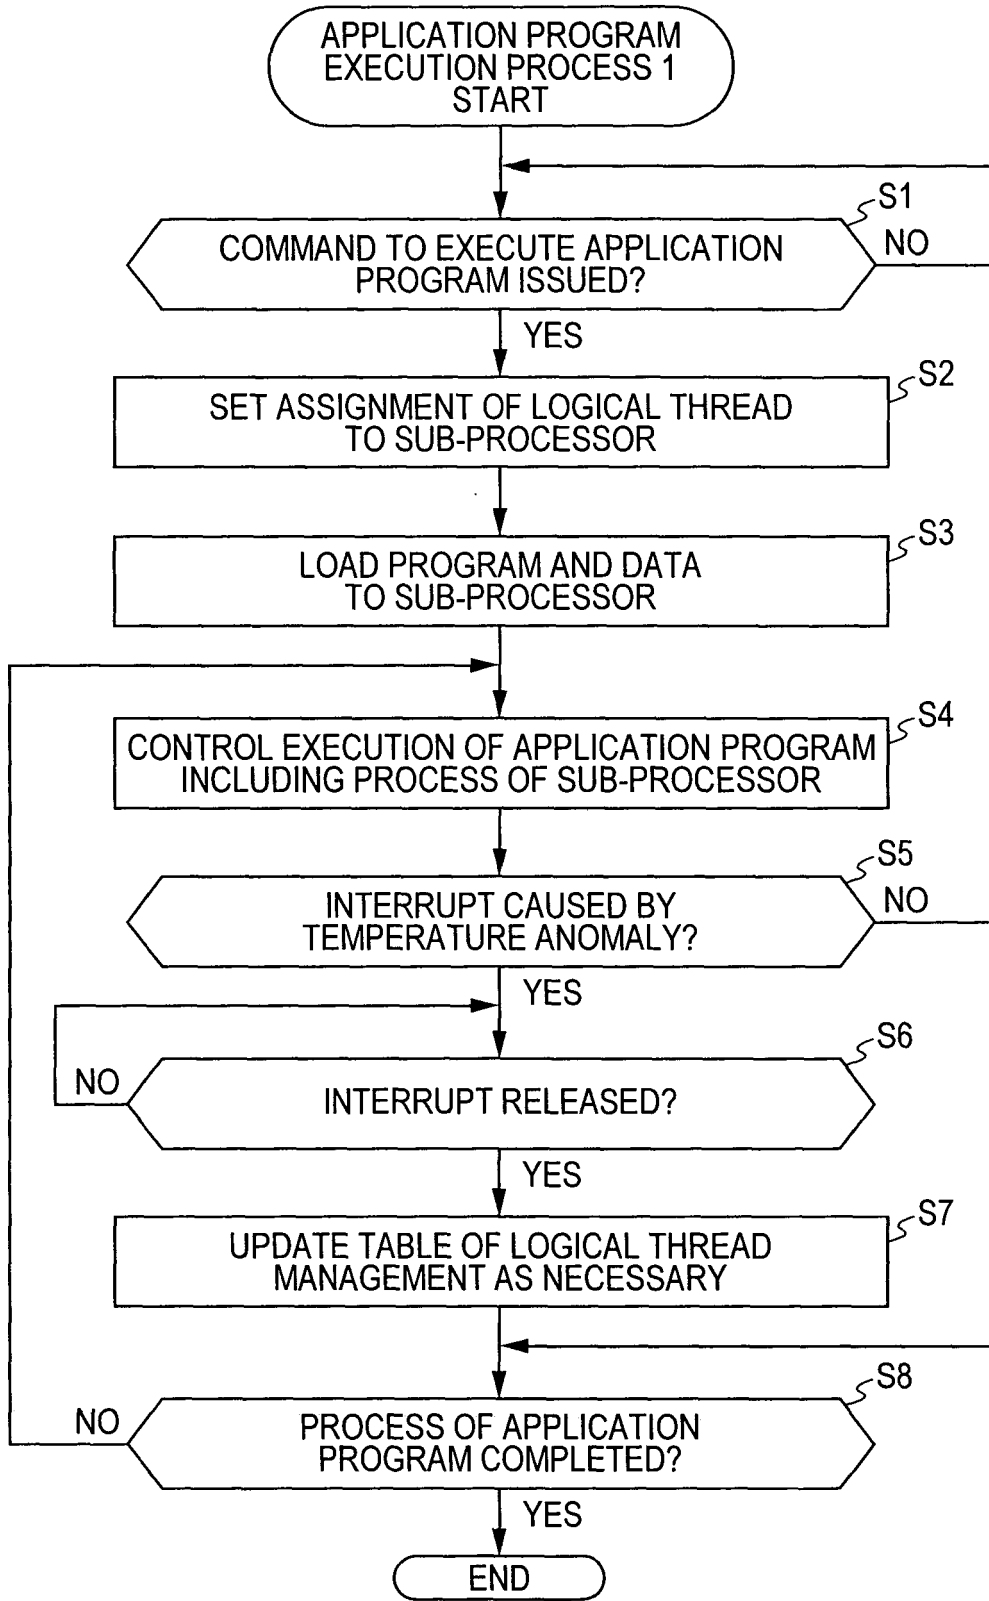 APPLICATION PROGRAM
EXECUTION PROCESS 1
START
S1
COMMAND TO EXECUTE APPLICATION
PROGRAM ISSUED?
NO
YES
S2
SET ASSIGNMENT OF LOGICAL THREAD
TO SUB-PROCESSOR
S3
LOAD PROGRAM AND DATA
TO SUB-PROCESSOR
S4
CONTROL EXECUTION OF APPLICATION PROGRAM
INCLUDING PROCESS OF SUB-PROCESSOR
S5
INTERRUPT CAUSED BY
TEMPERATURE ANOMALY?
NO
YES
S6
INTERRUPT RELEASED?
NO
YES
S7
UPDATE TABLE OF LOGICAL THREAD
MANAGEMENT AS NECESSARY
S8
PROCESS OF APPLICATION
PROGRAM COMPLETED?
NO
YES
END